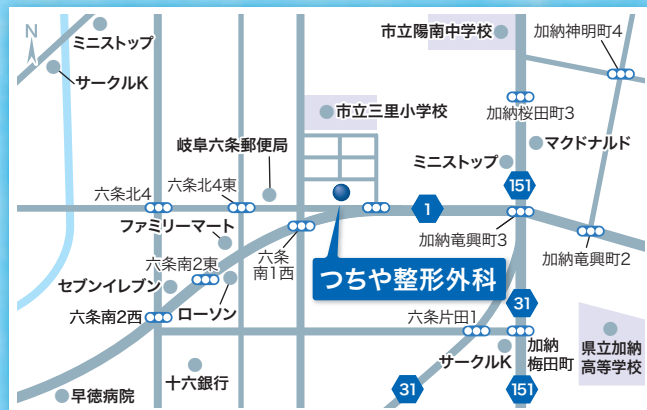 N
ミニストップ
サークルK
市立陽南中学校
加納神明町4
市立三里小学校
加納桜田町3
岐阜六条郵便局
マクドナルド
ミニストップ
151
六条北4
六条北4東
1
ファミリーマート
六条
南1西
加納竜興町3
加納竜興町2
六条南2東
つちや整形外科
セブンイレブン
ローソン
31
六条南2西
六条片田1
サークルK
加納
梅田町
県立加納
高等学校
十六銀行
早徳病院
31
151